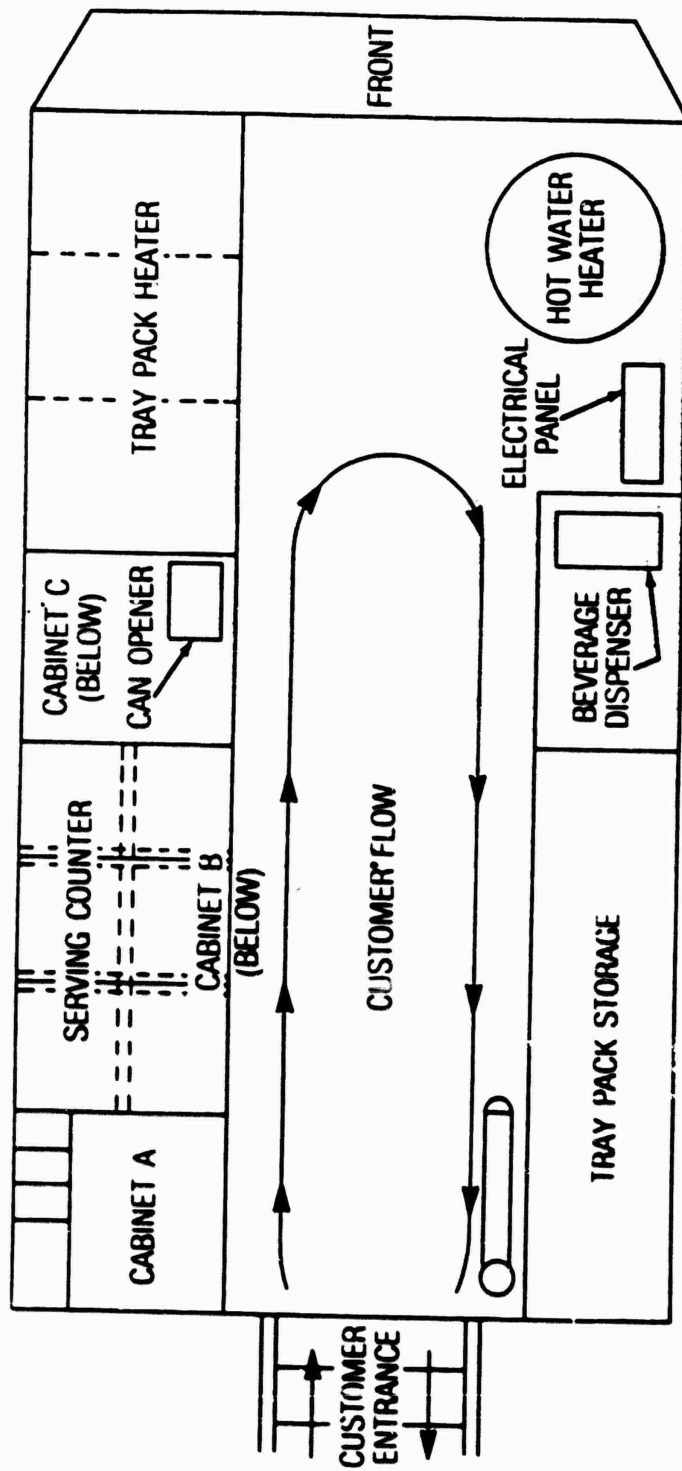 FRONT
TRAY PACK HEATER
HOT WATER
HEATER
ELECTRICAL
PANEL
CABINET C
(BELOW)
CAN OPENER
BEVERAGE
DISPENSER
SERVING COUNTER
CABINET B
(BELOW)
CUSTOMER FLOW
CABINET A
TRAY PACK STORAGE
CUSTOMER
ENTRANCE